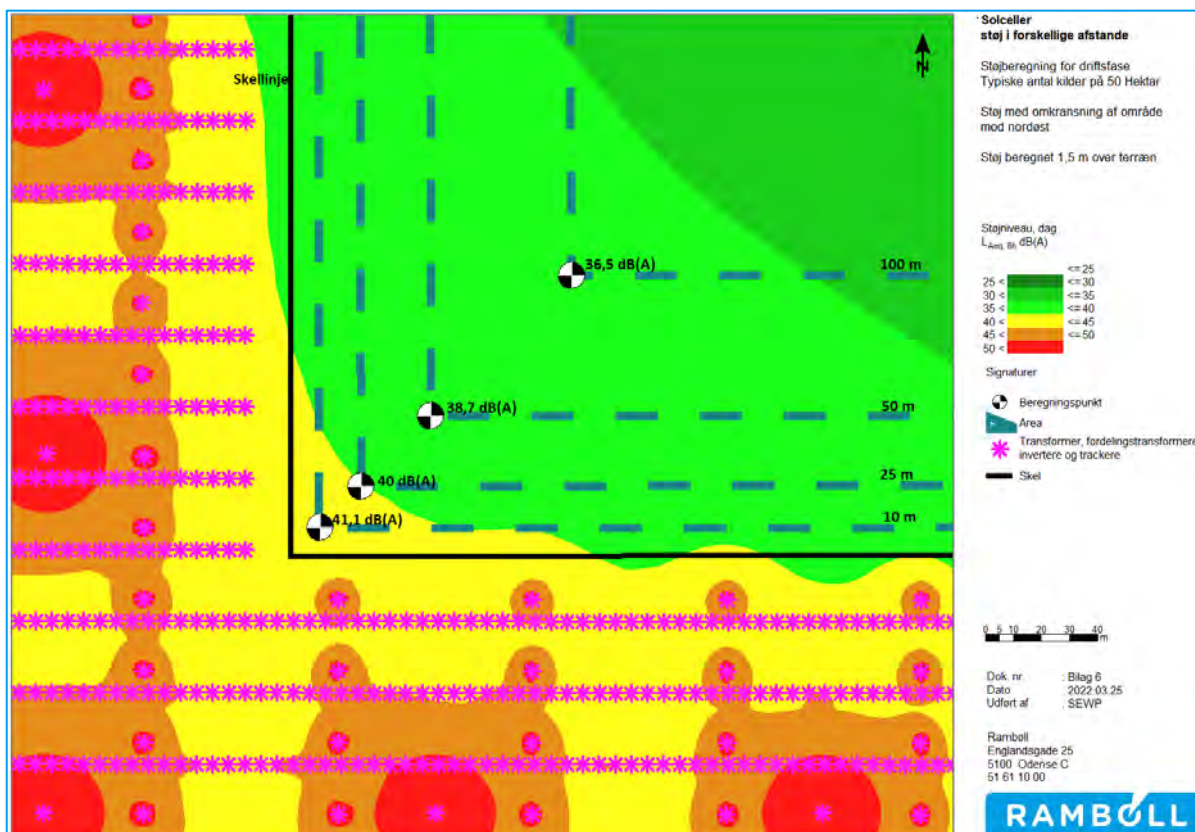 Solceller
støj i forskellige afstande
Støjberegning for driftsfase
Typiske antal kilder på 50 Hektar
Støj med omkransning af område
mod nordøst
Støj beregnet 1,5 m over terræn
Støjniveau, dag
LAeq, 8h, dB(A)
<=25
25 < <=30
30 < <=35
35 < <=40
40 < <=45
45 < <=50
50 <
Signaturer
Beregningspunkt
Area
Transformer, fordelingstransformere
invertere og trackere
Skel
0 5 10 20 30 40
m
Dok. nr. : Bilag 6
Dato : 2022.03.25
Udført af : SEWP
Rambøll
Englandsgade 25
5100 Odense C
51 61 10 00
RAMBOLL
N
Skellinje
36,5 dB(A)
100 m
38,7 dB(A)
50 m
40 dB(A)
25 m
41,1 dB(A)
10 m